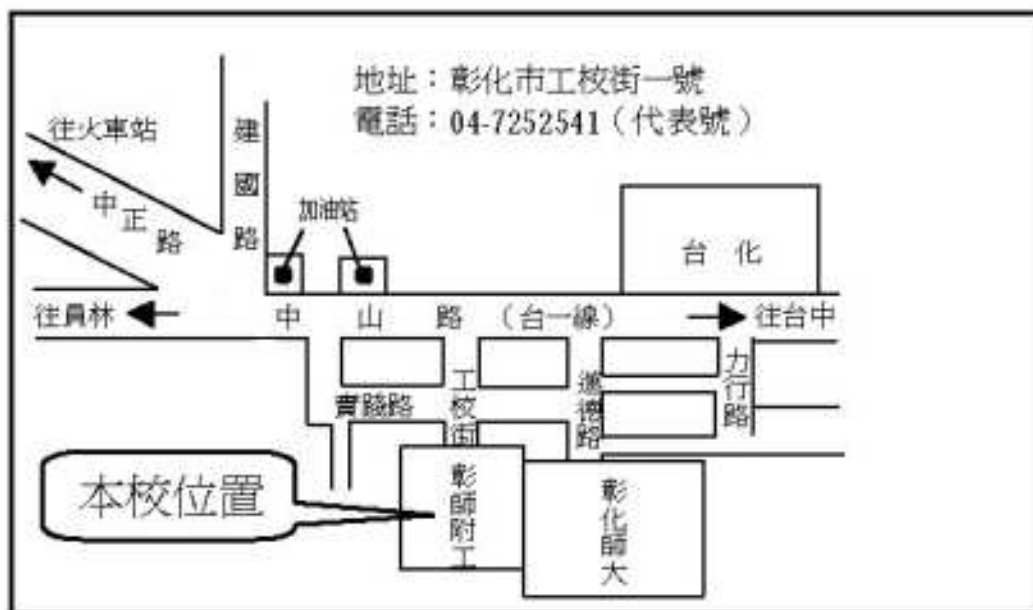 地址：彰化市工校街一號
電話：04-7252541（代表號）
往火車站
建國路
中正路
加油站
台化
往員林
中山路（台一線）
往台中
工校街
進德路
力行路
實踐路
本校位置
彰師附工
彰化師大